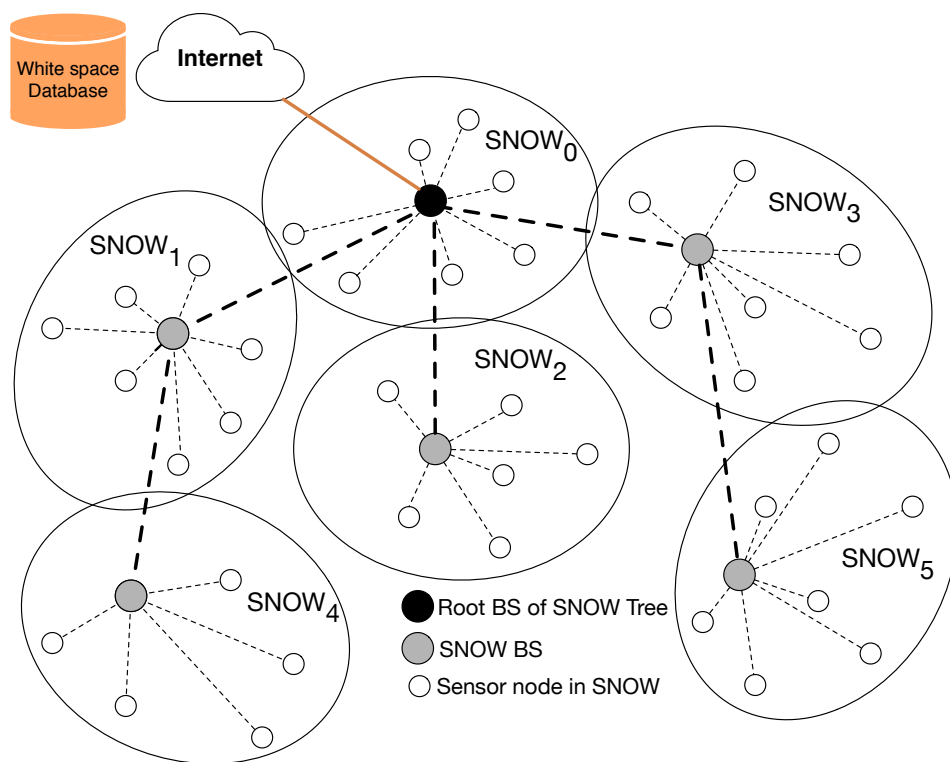 White space
Database
Internet
SNOW0
SNOW3
SNOW1
SNOW2
SNOW5
SNOW4
Root BS of SNOW Tree
SNOW BS
Sensor node in SNOW